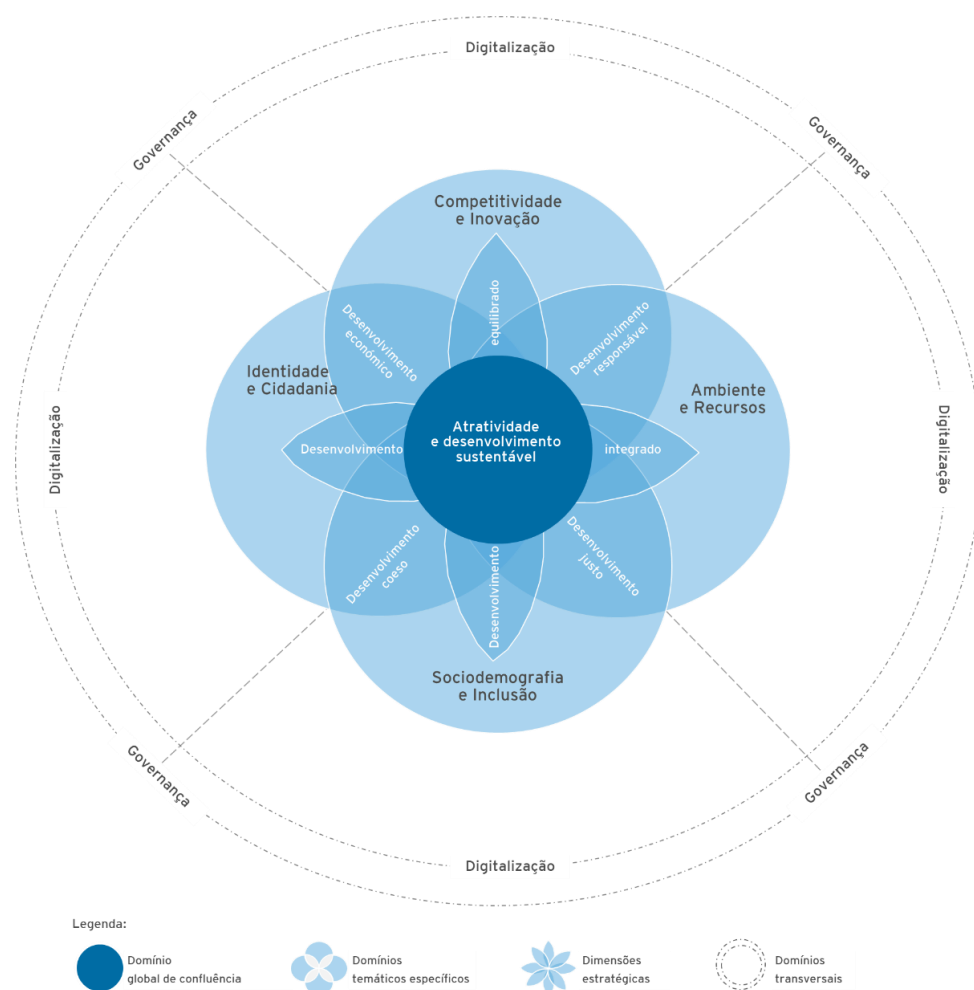 Digitalização
Governança
Governança
Competitividade
e Inovação
equilibrado
Desenvolvimento
económico
Desenvolvimento
responsável
Identidade
e Cidadania
Ambiente
e Recursos
Digitalização
Desenvolvimento
Atratividade
e desenvolvimento
sustentável
integrado
Digitalização
Desenvolvimento
coeso
Desenvolvimento
Desenvolvimento
justo
Sociodemografia
e Inclusão
Governança
Governança
Digitalização
Legenda:
Domínio
global de confluência
Domínios
temáticos específicos
Dimensões
estratégicas
Domínios
transversais